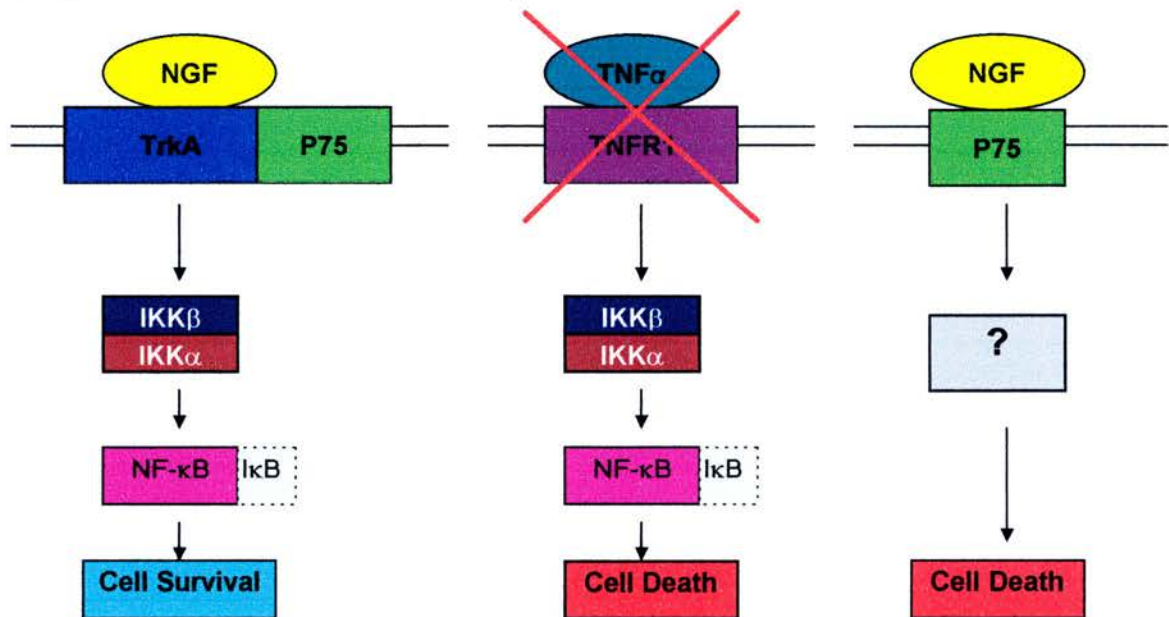 NGF
TrkA
P75
IKKβ
IKKα
NF-κB
IκB
Cell Survival
TNFα
TNFR1
IKKβ
IKKα
NF-κB
IκB
Cell Death
NGF
P75
?
Cell Death